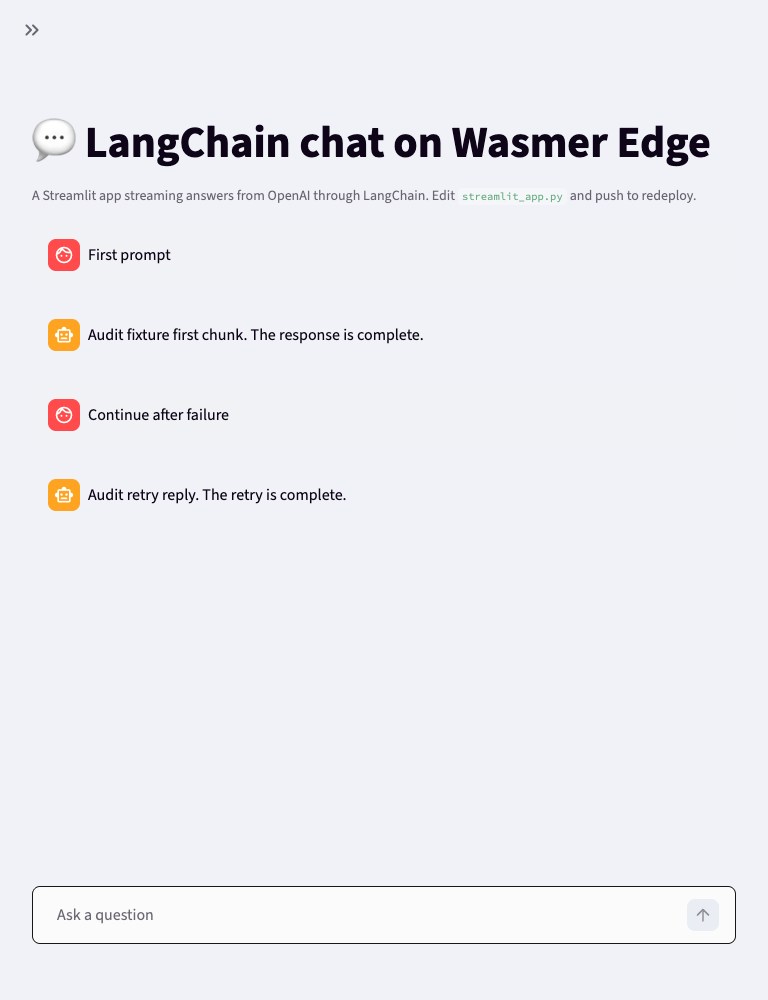 LangChain chat on Wasmer Edge
A Streamlit app streaming answers from OpenAI through LangChain. Edit streamlit_app.py and push to redeploy.
First prompt
Audit fixture first chunk. The response is complete.
Continue after failure
Audit retry reply. The retry is complete.
Ask a question